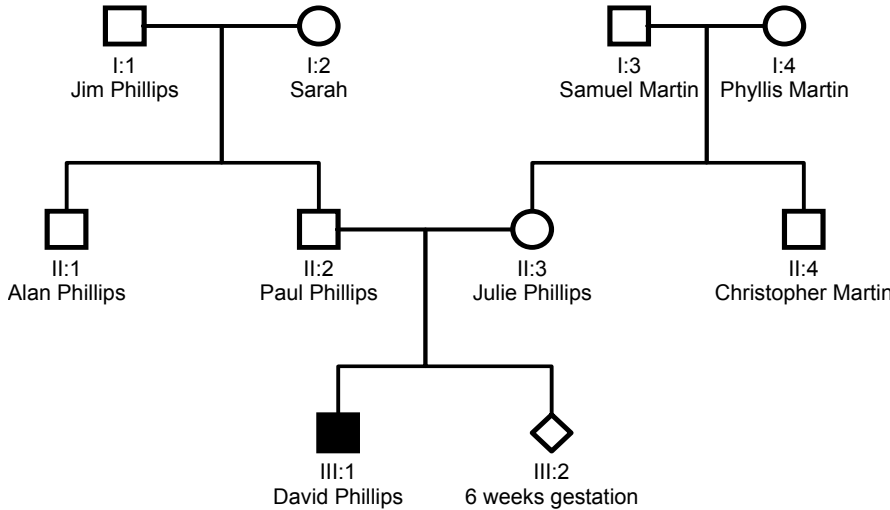 I:1
Jim Phillips
I:2
Sarah
I:3
Samuel Martin
I:4
Phyllis Martin
II:1
Alan Phillips
II:2
Paul Phillips
II:3
Julie Phillips
II:4
Christopher Martin
III:1
David Phillips
III:2
6 weeks gestation